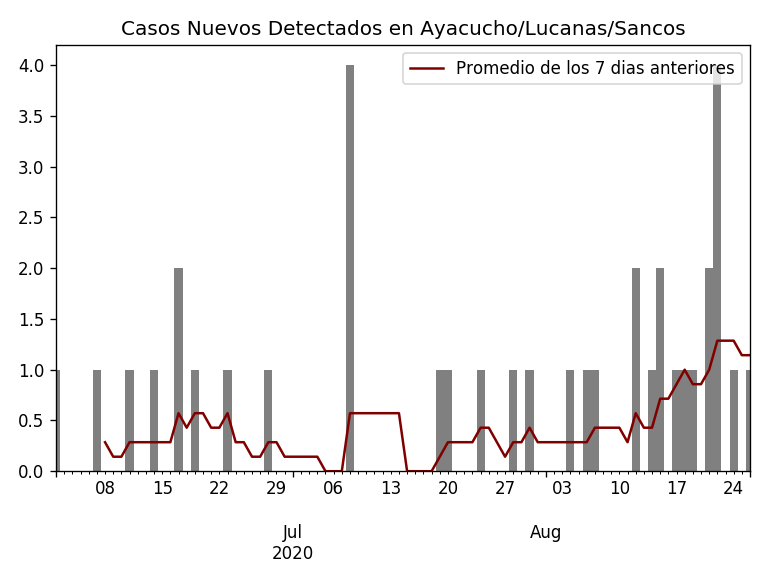 Casos Nuevos Detectados en Ayacucho/Lucanas/Sancos
Promedio de los 7 dias anteriores
4.0
3.5
3.0
2.5
2.0
1.5
1.0
0.5
0.0
08 15 22 29 06 13 20 27 03 10 17 24
Jul Aug
2020